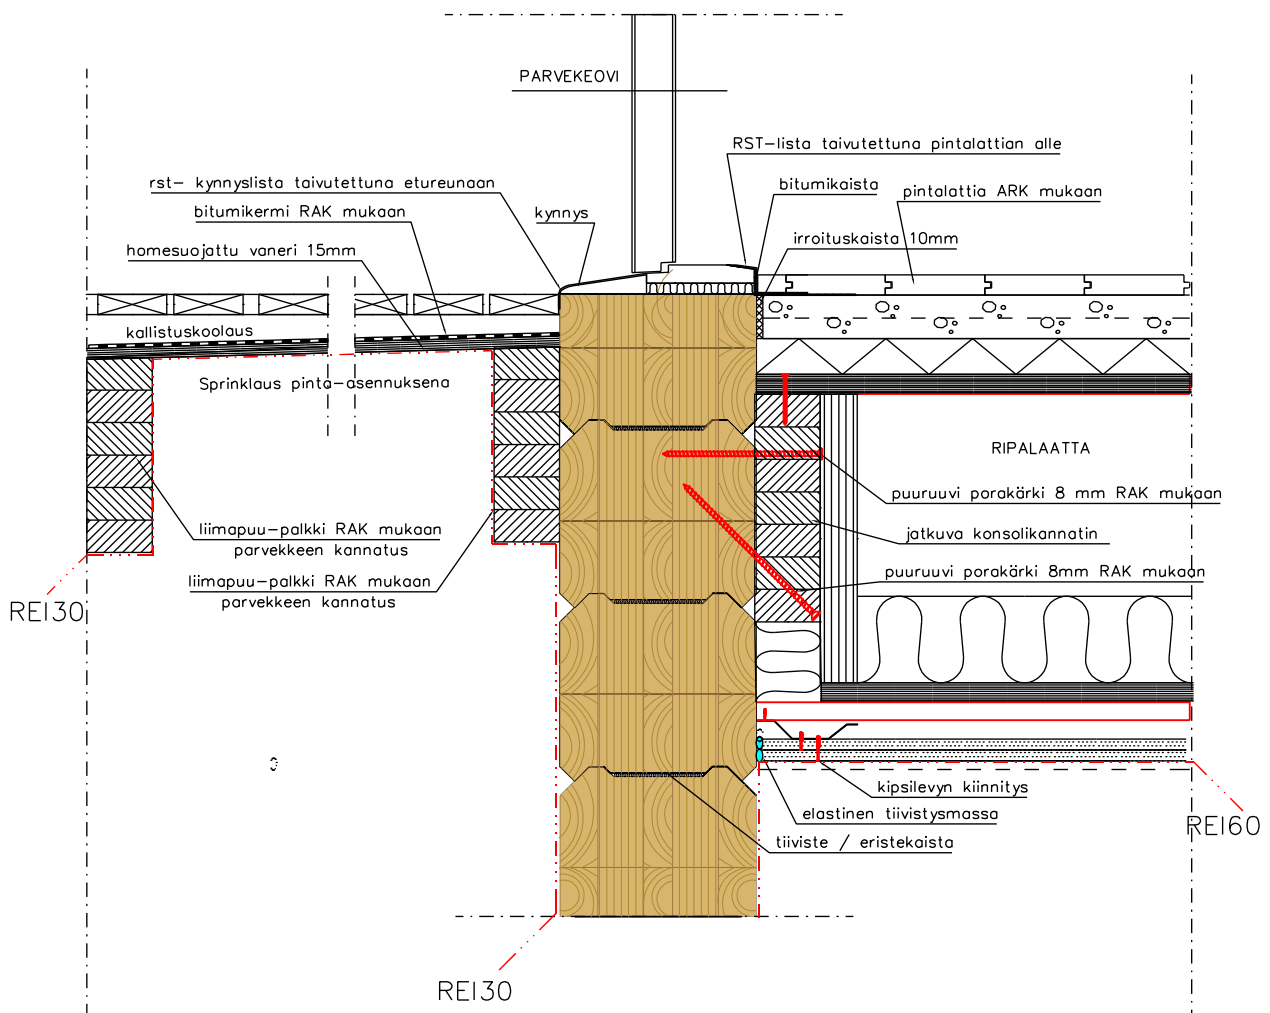 PARVEKEOVI
RST-lista taivutettuna pintalattian alle
rst- kynnyslista taivutettuna etureunaan
bitumikaista
pintalattia ARK mukaan
bitumikermi RAK mukaan
kynnys
homesuojattu vaneri 15mm
irroituskaista 10mm
kallistuskoolaus
Sprinklaus pinta-asennuksena
RIPALAATTA
puuruuvi porakärki 8 mm RAK mukaan
liimapuu-palkki RAK mukaan
parvekkeen kannatus
jatkuva konsolikannatin
liimapuu-palkki RAK mukaan
parvekkeen kannatus
puuruuvi porakärki 8mm RAK mukaan
REI30
kipsilevyn kiinnitys
elastinen tiivistysmassa
REI60
tiiviste / eristekaista
REI30